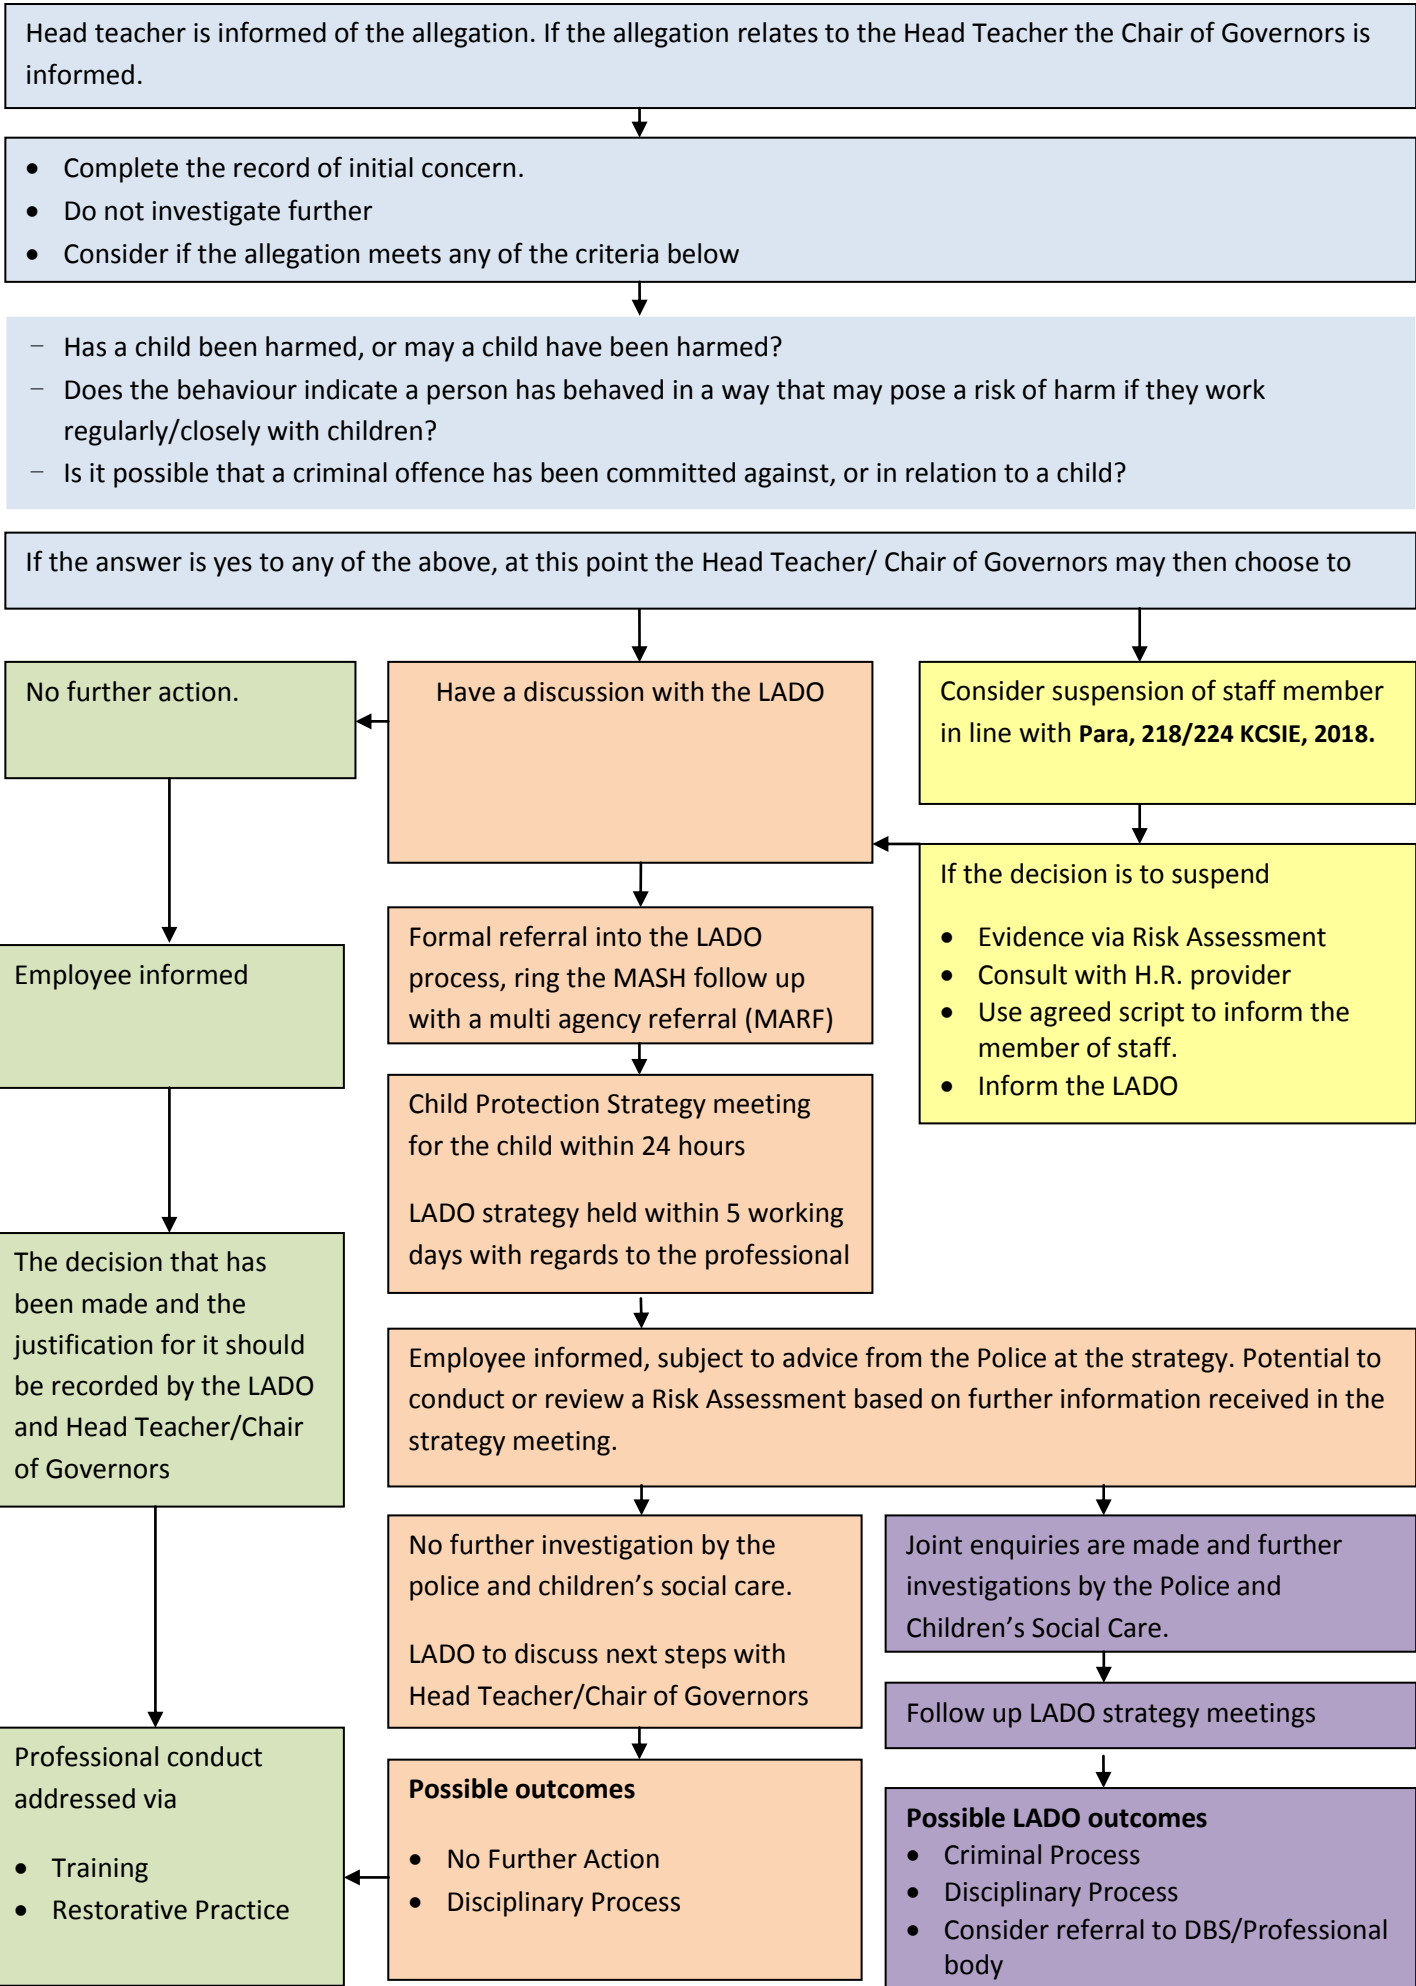 Head teacher is informed of the allegation. If the allegation relates to the Head Teacher the Chair of Governors is
informed.
• Complete the record of initial concern.
• Do not investigate further
• Consider if the allegation meets any of the criteria below
– Has a child been harmed, or may a child have been harmed?
– Does the behaviour indicate a person has behaved in a way that may pose a risk of harm if they work
regularly/closely with children?
– Is it possible that a criminal offence has been committed against, or in relation to a child?
If the answer is yes to any of the above, at this point the Head Teacher/ Chair of Governors may then choose to
No further action.
Have a discussion with the LADO
Consider suspension of staff member
in line with Para, 218/224 KCSIE, 2018.
If the decision is to suspend
• Evidence via Risk Assessment
• Consult with H.R. provider
• Use agreed script to inform the
member of staff.
• Inform the LADO
Formal referral into the LADO
process, ring the MASH follow up
with a multi agency referral (MARF)
Employee informed
Child Protection Strategy meeting
for the child within 24 hours
LADO strategy held within 5 working
days with regards to the professional
The decision that has
been made and the
justification for it should
be recorded by the LADO
and Head Teacher/Chair
of Governors
Employee informed, subject to advice from the Police at the strategy. Potential to
conduct or review a Risk Assessment based on further information received in the
strategy meeting.
No further investigation by the
police and children’s social care.
LADO to discuss next steps with
Head Teacher/Chair of Governors
Joint enquiries are made and further
investigations by the Police and
Children’s Social Care.
Follow up LADO strategy meetings
Professional conduct
addressed via
• Training
• Restorative Practice
Possible outcomes
• No Further Action
• Disciplinary Process
Possible LADO outcomes
• Criminal Process
• Disciplinary Process
• Consider referral to DBS/Professional
body